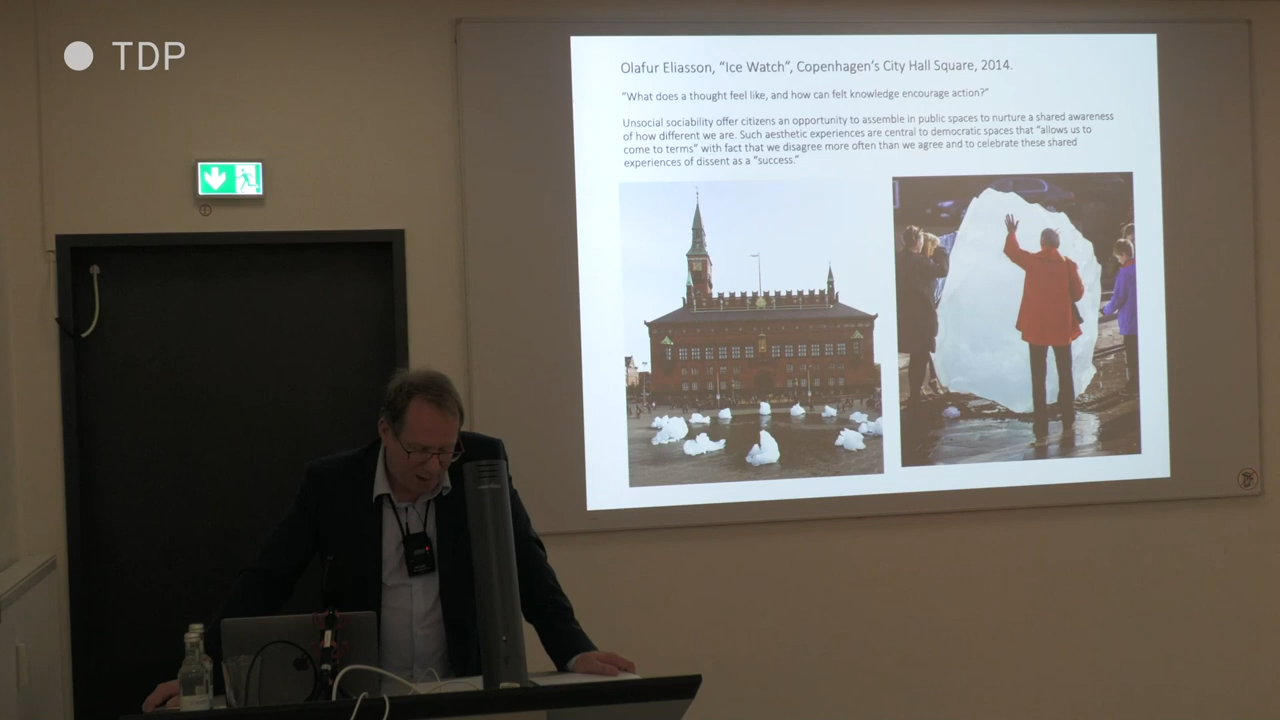 TDP
Olafur Eliasson, “Ice Watch”, Copenhagen’s City Hall Square, 2014.
“What does a thought feel like, and how can felt knowledge encourage action?”
Unsocial sociability offer citizens an opportunity to assemble in public spaces to nurture a shared awareness
of how different we are. Such aesthetic experiences are central to democratic spaces that “allows us to
come to terms” with fact that we disagree more often than we agree and to celebrate these shared
experiences of dissent as a “success.”